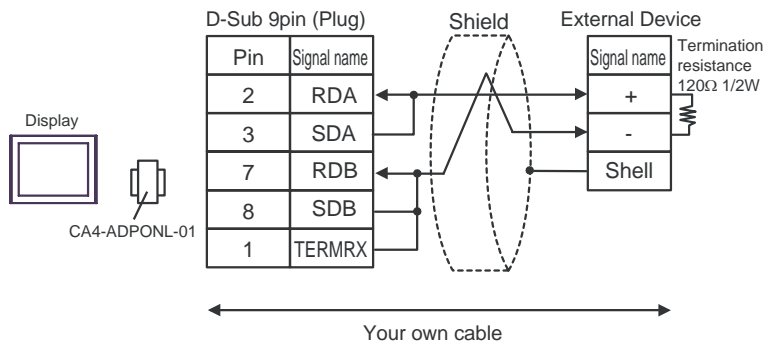 D-Sub 9pin (Plug)
Shield
External Device
Pin Signal name
Signal name
Termination
resistance
120Ω 1/2W
2 RDA
+
3 SDA
-
7 RDB
Shell
8 SDB
1 TERMRX
Display
CA4-ADPONL-01
Your own cable